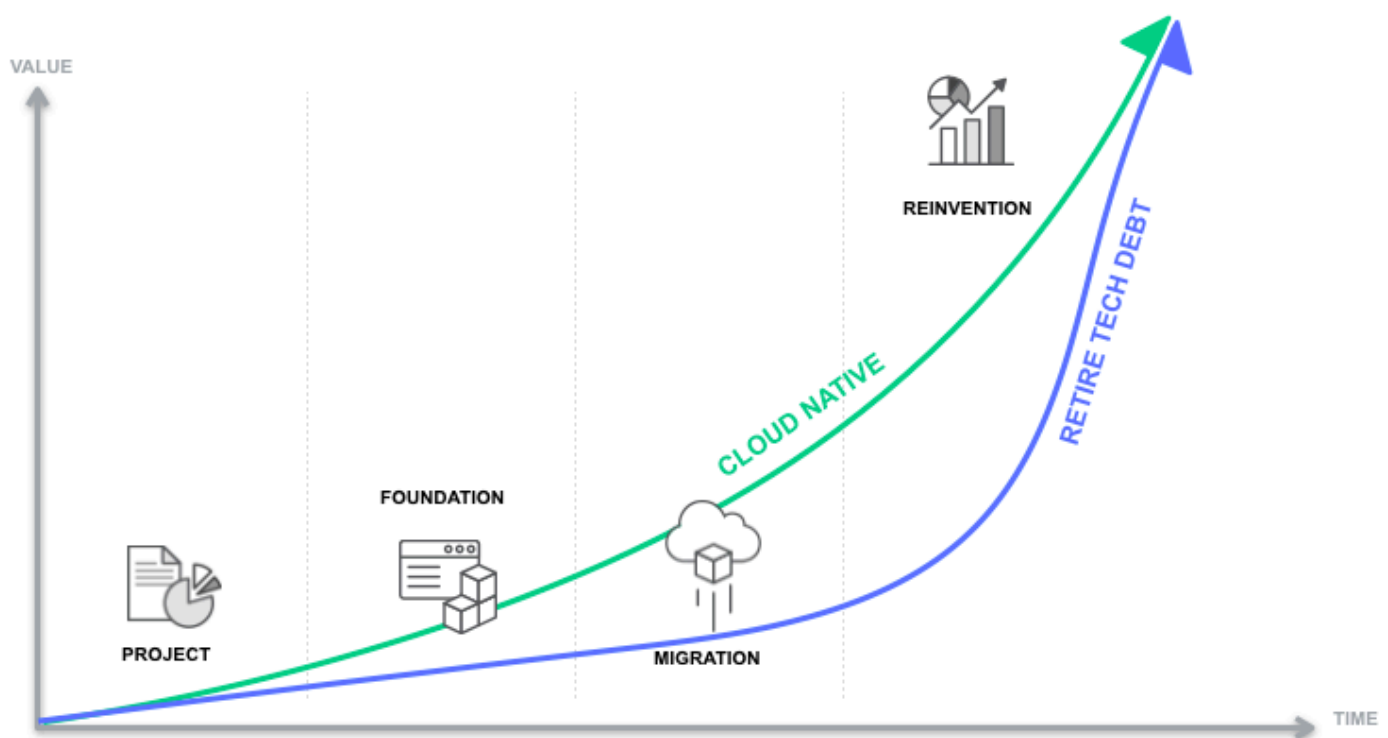 VALUE
REINVENTION
RETIRE TECH DEBT
CLOUD NATIVE
FOUNDATION
PROJECT
MIGRATION
TIME